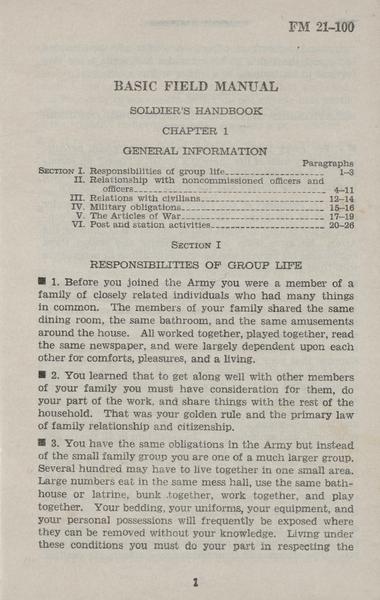 FM 21-100
BASIC FIELD MANUAL
SOLDIER'S HANDBOOK
CHAPTER 1
GENERAL INFORMATION
Paragraphs
SECTION I. Responsibilities of group life 1-3
II. Relationship with noncommissioned officers and
officers 4-11
III. Relations with civilians 12-14
IV. Military obligations 15-16
V. The Articles of War 17-19
VI. Post and station activities 20-26
SECTION I
RESPONSIBILITIES OF GROUP LIFE
■ 1. Before you joined the Army you were a member of a
family of closely related individuals who had many things
in common. The members of your family shared the same
dining room, the same bathroom, and the same amusements
around the house. All worked together, played together, read
the same newspaper, and were largely dependent upon each
other for comforts, pleasures, and a living.
■ 2. You learned that to get along well with other members
of your family you must have consideration for them, do
your part of the work, and share things with the rest of the
household. That was your golden rule and the primary law
of family relationship and citizenship.
■ 3. You have the same obligations in the Army but instead
of the small family group you are one of a much larger group.
Several hundred may have to live together in one small area.
Large numbers eat in the same mess hall, use the same bath-
house or latrine, bunk together, work together, and play
together. Your bedding, your uniforms, your equipment, and
your personal possessions will frequently be exposed where
they can be removed without your knowledge. Living under
these conditions you must do your part in respecting the
1